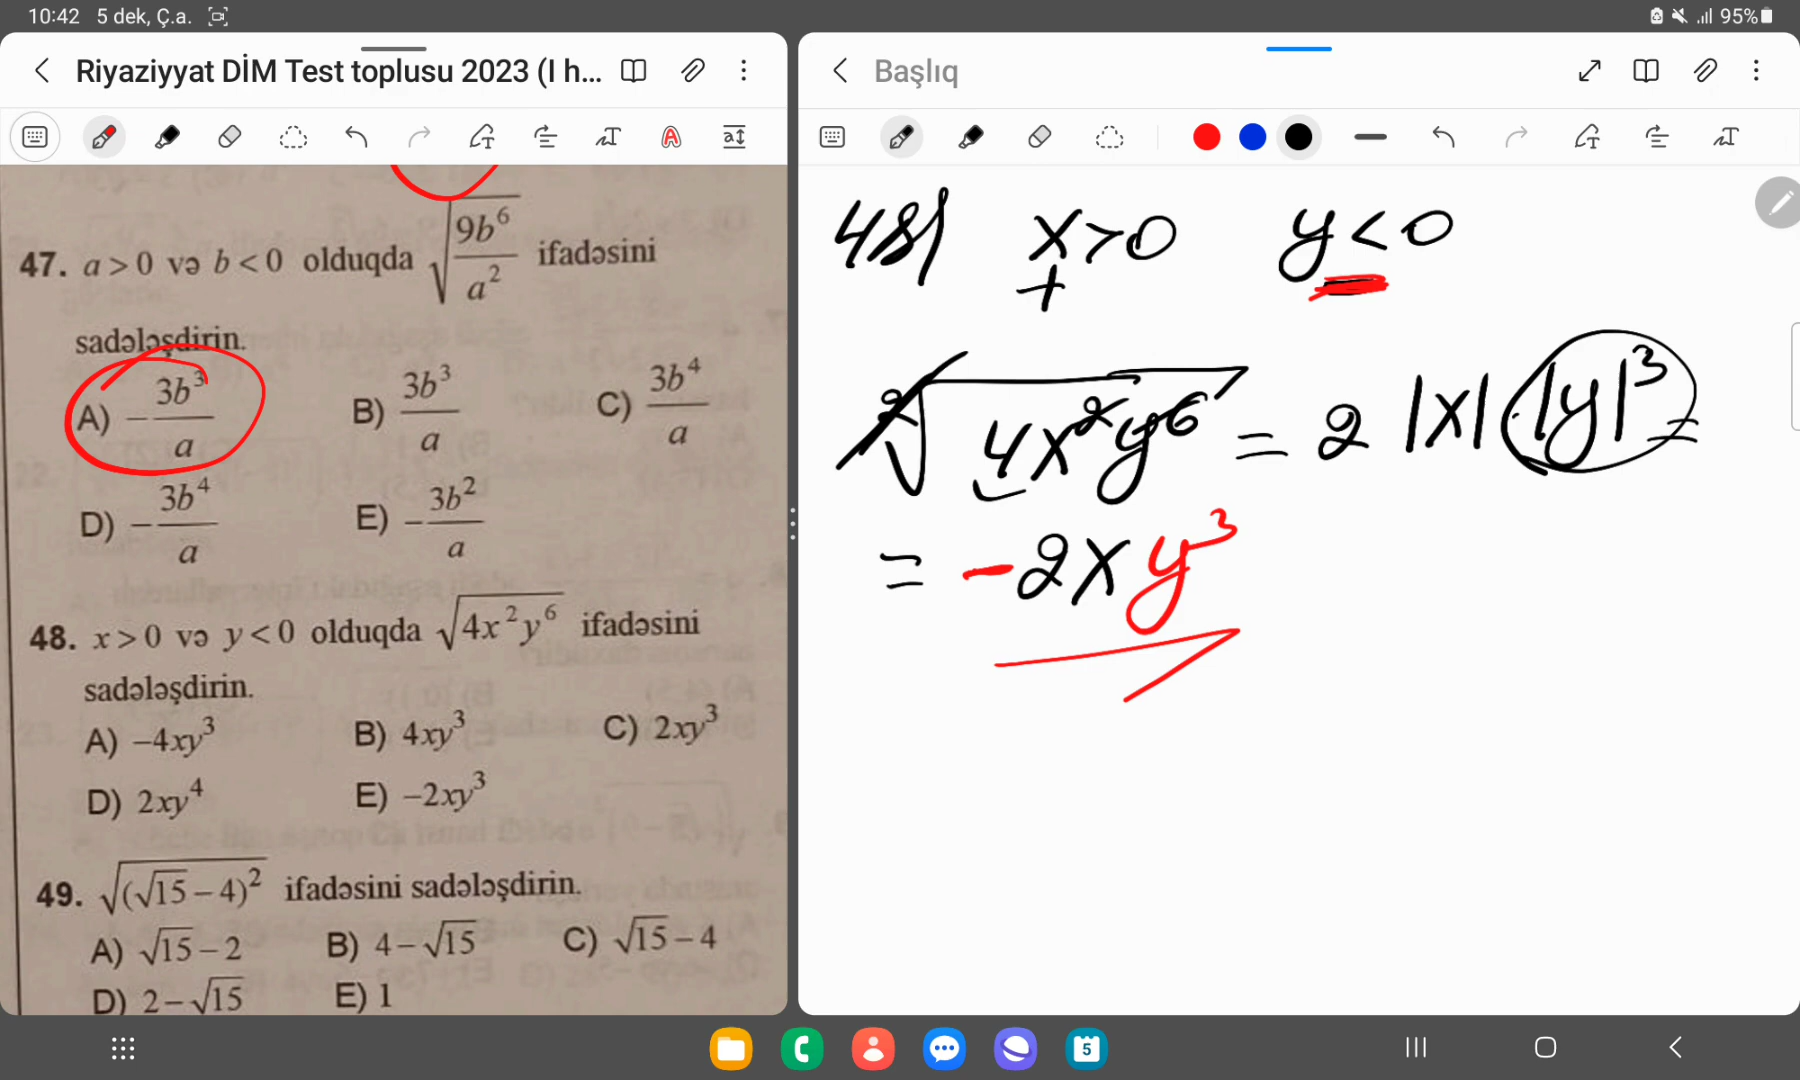 10:42 5 dek, Ç.a. 95%
Riyaziyyat DİM Test toplusu 2023 (I h...
47. a > 0 və b < 0 olduqda √(9b⁶/a²) ifadəsini
sadələşdirin.
A) −3b³/a B) 3b³/a C) 3b⁴/a
D) −3b⁴/a E) −3b²/a
48. x > 0 və y < 0 olduqda √(4x²y⁶) ifadəsini
sadələşdirin.
A) −4xy³ B) 4xy³ C) 2xy³
D) 2xy⁴ E) −2xy³
49. √((√15 − 4)²) ifadəsini sadələşdirin.
A) √15 − 2 B) 4 − √15 C) √15 − 4
D) 2 − √15 E) 1
Başlıq
48) x > 0 y < 0
+
²√(4x²y⁶) = 2 |x| · |y|³ =
= −2xy³
5